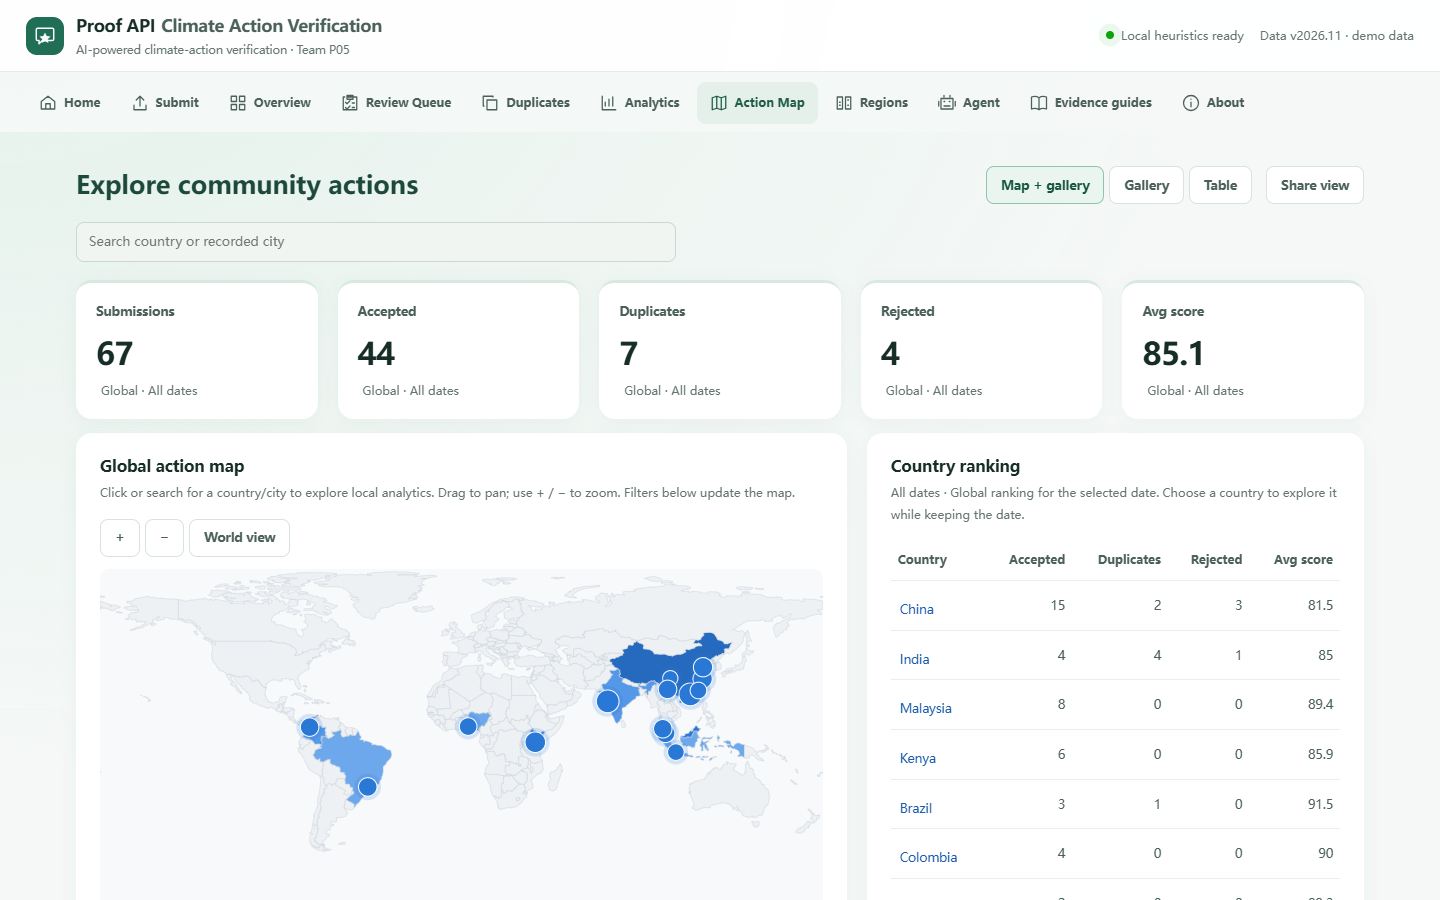 Proof API Climate Action Verification
AI-powered climate-action verification · Team P05
Local heuristics ready
Data v2026.11 · demo data
Home
Submit
Overview
Review Queue
Duplicates
Analytics
Action Map
Regions
Agent
Evidence guides
About
Explore community actions
Map + gallery
Gallery
Table
Share view
Search country or recorded city
Submissions
67
Global · All dates
Accepted
44
Global · All dates
Duplicates
7
Global · All dates
Rejected
4
Global · All dates
Avg score
85.1
Global · All dates
Global action map
Click or search for a country/city to explore local analytics. Drag to pan; use + / − to zoom. Filters below update the map.
+
−
World view
Country ranking
All dates · Global ranking for the selected date. Choose a country to explore it
while keeping the date.
Country Accepted Duplicates Rejected Avg score
China 15 2 3 81.5
India 4 4 1 85
Malaysia 8 0 0 89.4
Kenya 6 0 0 85.9
Brazil 3 1 0 91.5
Colombia 4 0 0 90